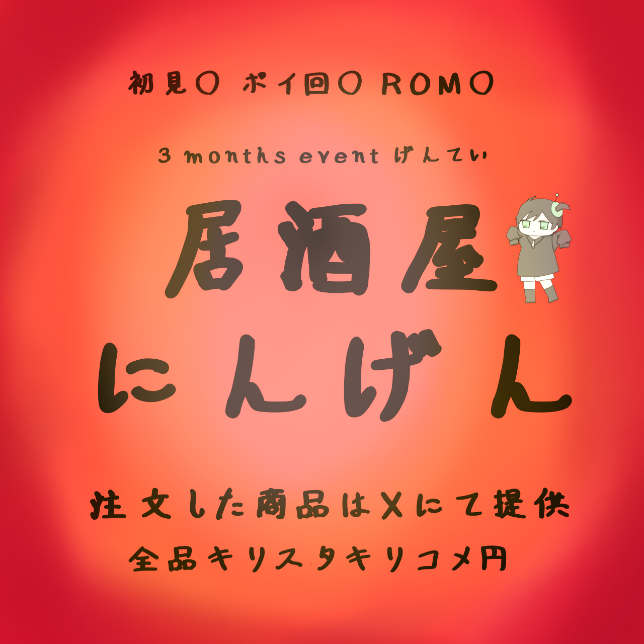 初見〇 ポイ回〇 ROM〇
3 months event げんてい
居酒屋
にんげん
注文した商品はXにて提供
全品キリスタキリコメ円